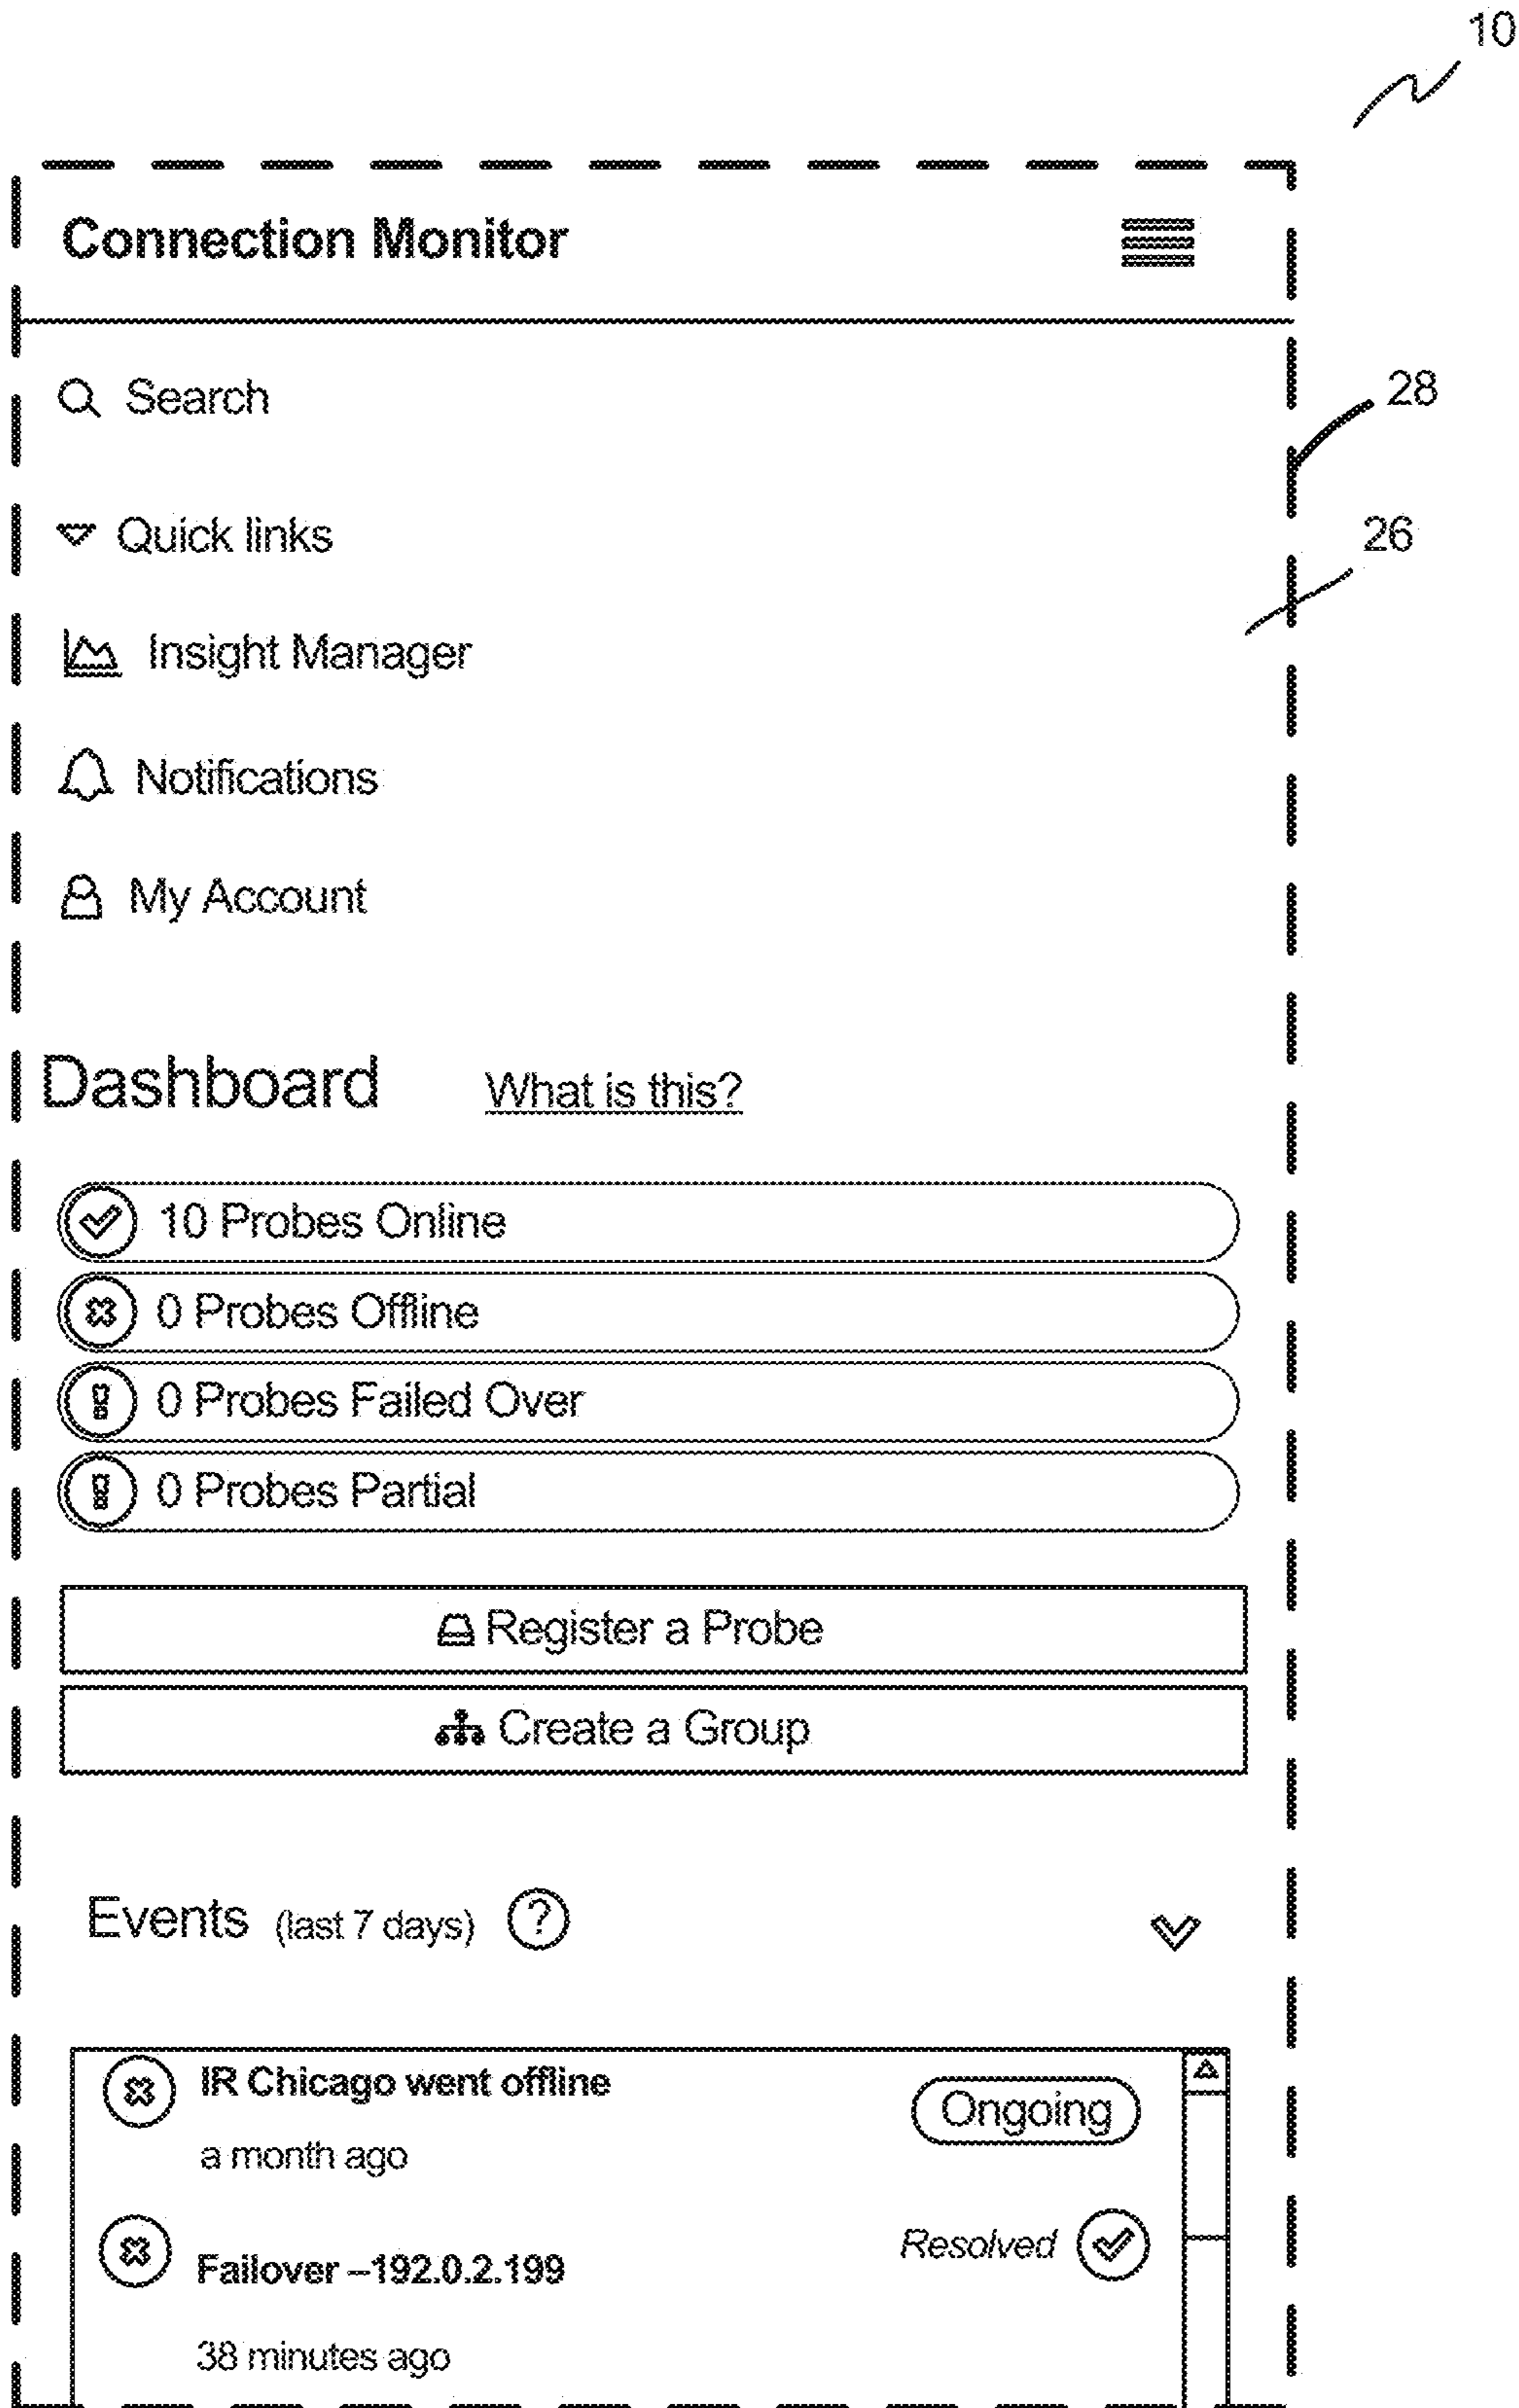 10
Connection Monitor
Search
28
Quick links
26
Insight Manager
Notifications
My Account
Dashboard What is this?
10 Probes Online
0 Probes Offline
0 Probes Failed Over
0 Probes Partial
Register a Probe
Create a Group
Events (last 7 days) ?
IR Chicago went offline
Ongoing
a month ago
Resolved
Failover –192.0.2.199
38 minutes ago